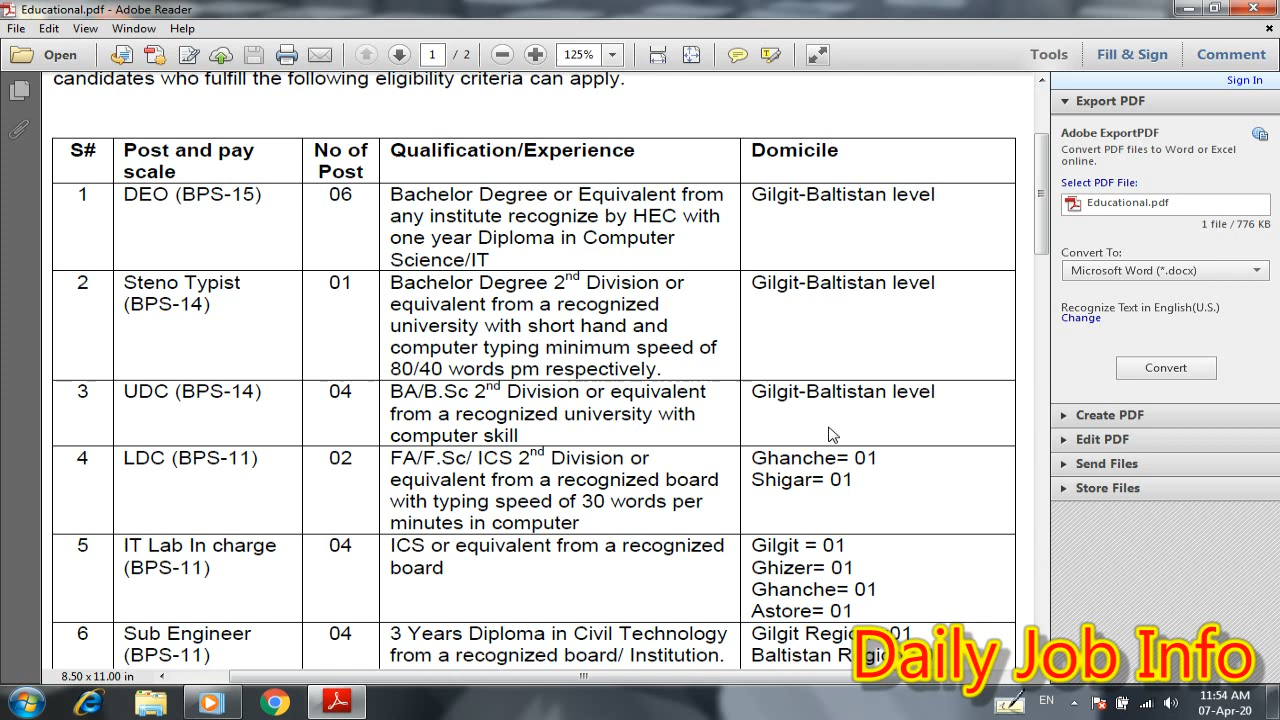 Educational.pdf - Adobe Reader
File Edit View Window Help
Open 1 / 2 125% Tools Fill & Sign Comment
Sign In
candidates who fulfill the following eligibility criteria can apply.
S# Post and pay scale No of Post Qualification/Experience Domicile
1 DEO (BPS-15) 06 Bachelor Degree or Equivalent from Gilgit-Baltistan level
any institute recognize by HEC with
one year Diploma in Computer
Science/IT
2 Steno Typist 01 Bachelor Degree 2nd Division or Gilgit-Baltistan level
(BPS-14) equivalent from a recognized
university with short hand and
computer typing minimum speed of
80/40 words pm respectively.
3 UDC (BPS-14) 04 BA/B.Sc 2nd Division or equivalent Gilgit-Baltistan level
from a recognized university with
computer skill
4 LDC (BPS-11) 02 FA/F.Sc/ ICS 2nd Division or Ghanche= 01
equivalent from a recognized board Shigar= 01
with typing speed of 30 words per
minutes in computer
5 IT Lab In charge 04 ICS or equivalent from a recognized Gilgit = 01
(BPS-11) board Ghizer= 01
Ghanche= 01
Astore= 01
6 Sub Engineer 04 3 Years Diploma in Civil Technology Gilgit 01
(BPS-11) from a recognized board/ Institution. Baltistan
8.50 x 11.00 in
Export PDF
Adobe ExportPDF
Convert PDF files to Word or Excel
online.
Select PDF File:
Educational.pdf
1 file / 776 KB
Convert To:
Microsoft Word (*.docx)
Recognize Text in English(U.S.)
Change
Convert
Create PDF
Edit PDF
Send Files
Store Files
Daily Job Info
EN
11:54 AM
07-Apr-20